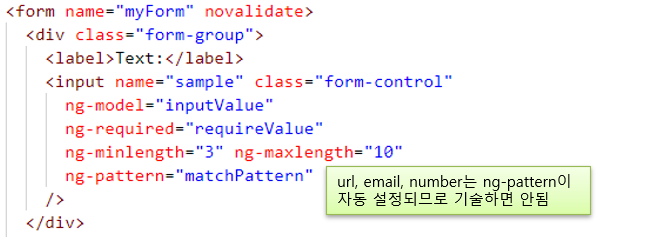 <form name="myForm" novalidate>
<div class="form-group">
<label>Text:</label>
<input name="sample" class="form-control"
ng-model="inputValue"
ng-required="requireValue"
ng-minlength="3" ng-maxlength="10"
ng-pattern="matchPattern"
url, email, number는 ng-pattern이
자동 설정되므로 기술하면 안됨
/>
</div>